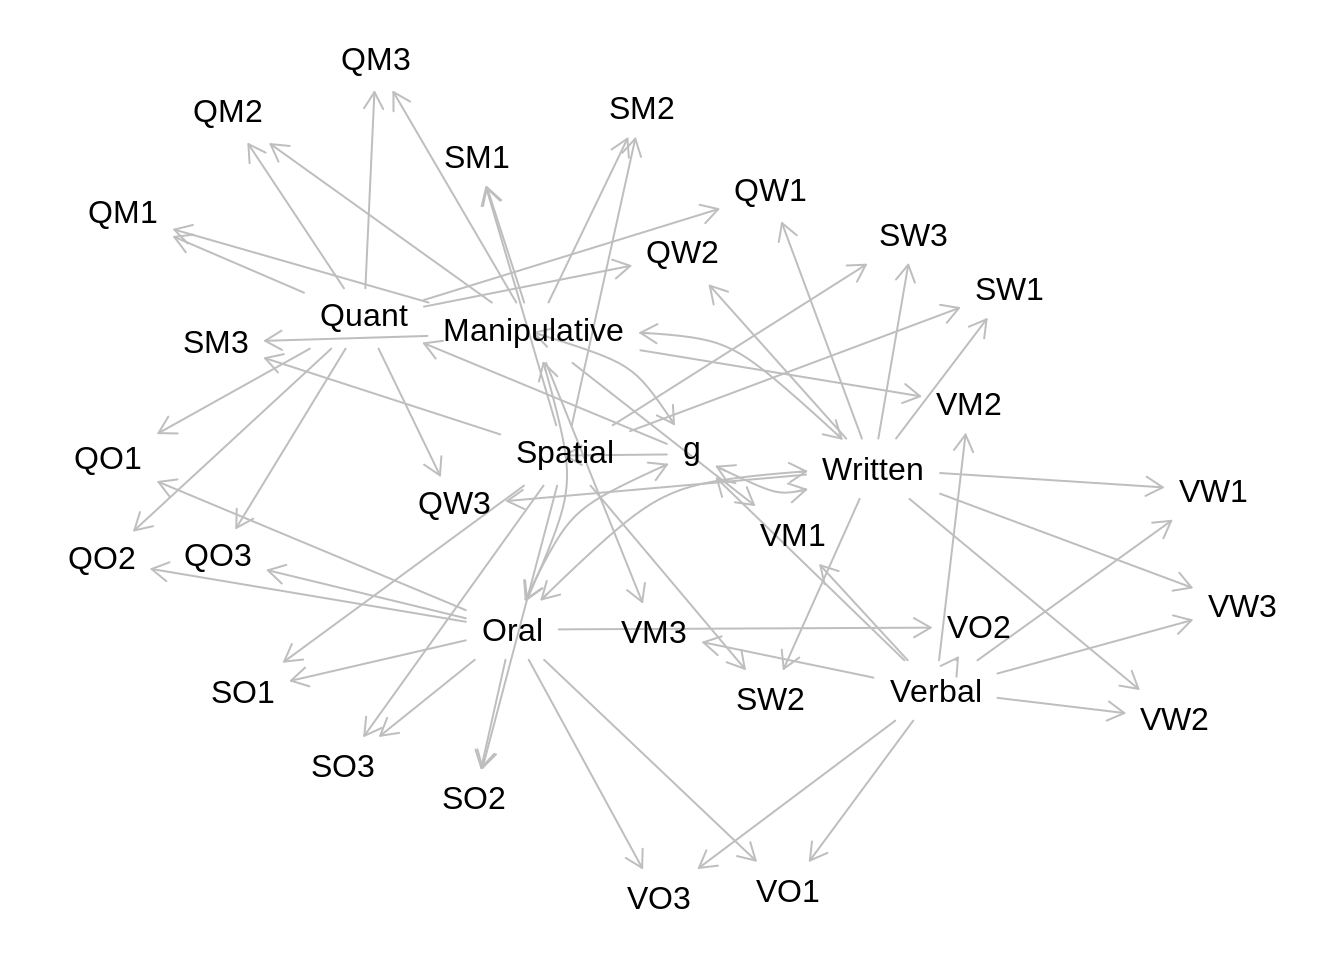 QM3
QM2
SM2
SM1
QW1
QM1
SW3
QW2
SW1
Quant
Manipulative
SM3
VM2
g
Spatial
QO1
Written
VW1
QW3
VM1
QO3
QO2
VW3
VO2
Oral
VM3
SO1
Verbal
SW2
VW2
SO3
SO2
VO1
VO3